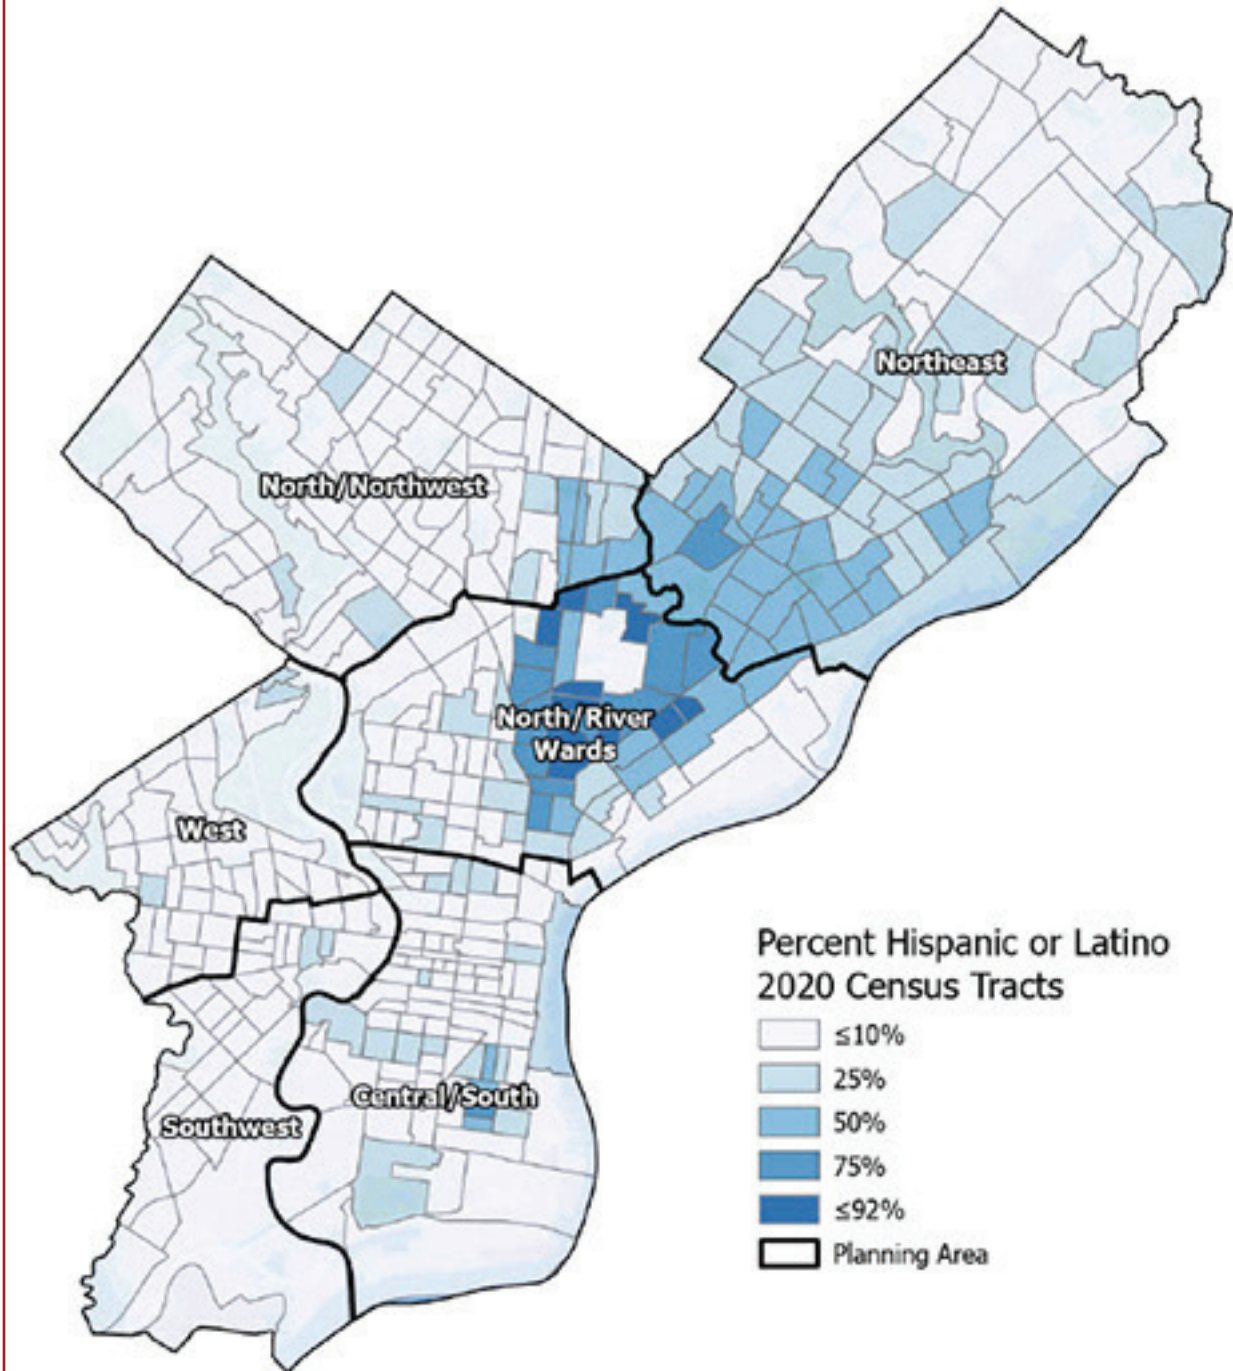 Northeast
North/Northwest
North/River
Wards
West
Central/South
Southwest
Percent Hispanic or Latino
2020 Census Tracts
≤10%
25%
50%
75%
≤92%
Planning Area